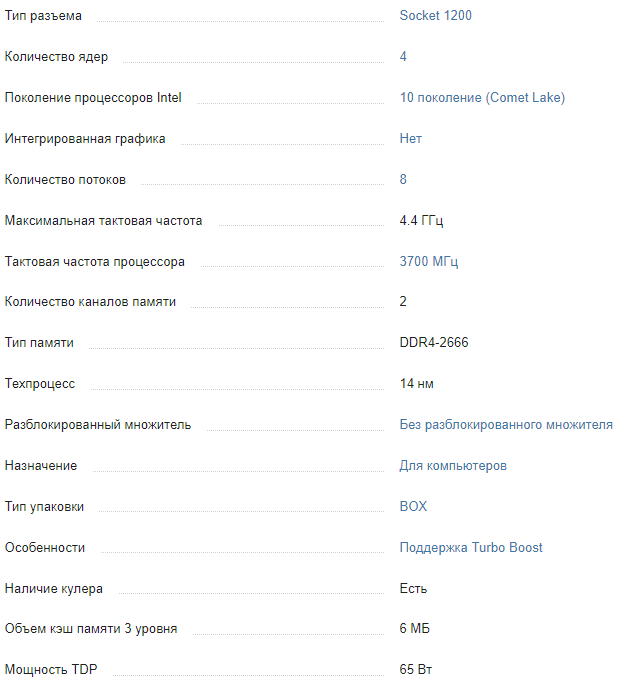 Тип разъема Socket 1200
Количество ядер 4
Поколение процессоров Intel 10 поколение (Comet Lake)
Интегрированная графика Нет
Количество потоков 8
Максимальная тактовая частота 4.4 ГГц
Тактовая частота процессора 3700 МГц
Количество каналов памяти 2
Тип памяти DDR4-2666
Техпроцесс 14 нм
Разблокированный множитель Без разблокированного множителя
Назначение Для компьютеров
Тип упаковки BOX
Особенности Поддержка Turbo Boost
Наличие кулера Есть
Объем кэш памяти 3 уровня 6 МБ
Мощность TDP 65 Вт